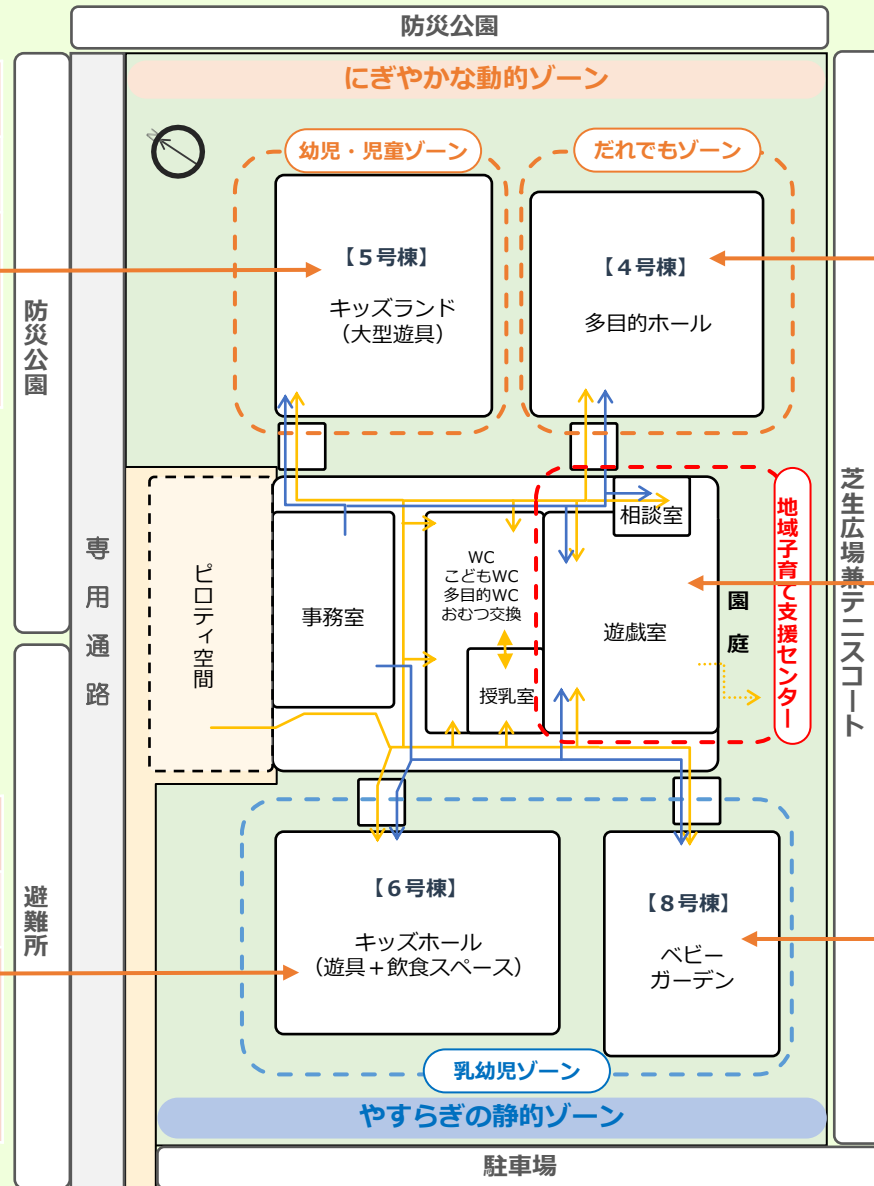 防災公園
にぎやかな動的ゾーン
N
幼児・児童ゾーン
だれでもゾーン
【5号棟】
キッズランド
(大型遊具)
【4号棟】
多目的ホール
防災公園
専用通路
ピロティ空間
事務室
WC
こどもWC
多目的WC
おむつ交換
授乳室
相談室
遊戯室
園庭
地域子育て支援センター
芝生広場兼テニスコート
避難所
【6号棟】
キッズホール
(遊具+飲食スペース)
【8号棟】
ベビー
ガーデン
乳幼児ゾーン
やすらぎの静的ゾーン
駐車場